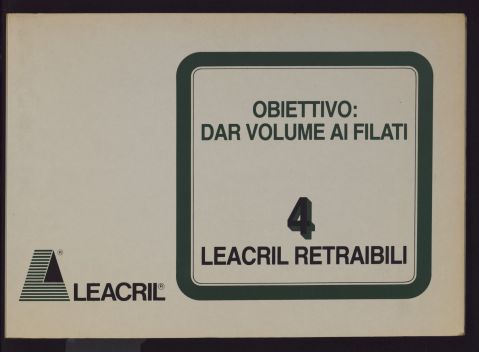 OBIETTIVO:
DAR VOLUME AI FILATI
4
LEACRIL RETRAIBILI
® LEACRIL®